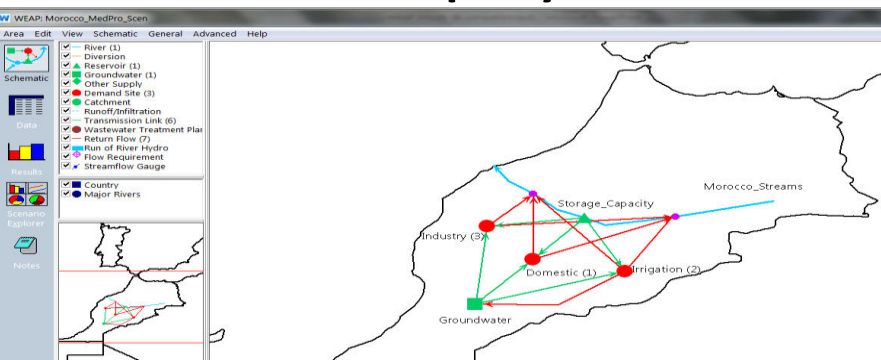 WEAP: Morocco_MedPro_Scen
Area Edit View Schematic General Advanced Help
Schematic
Data
Results
Scenario
Explorer
Notes
River (1)
Diversion
Reservoir (1)
Groundwater (1)
Other Supply
Demand Site (3)
Catchment
Runoff/Infiltration
Transmission Link (6)
Wastewater Treatment Plan
Return Flow (7)
Run of River Hydro
Flow Requirement
Streamflow Gauge
Country
Major Rivers
Morocco_Streams
Storage_Capacity
Industry (3)
Domestic (1)
Irrigation (2)
Groundwater